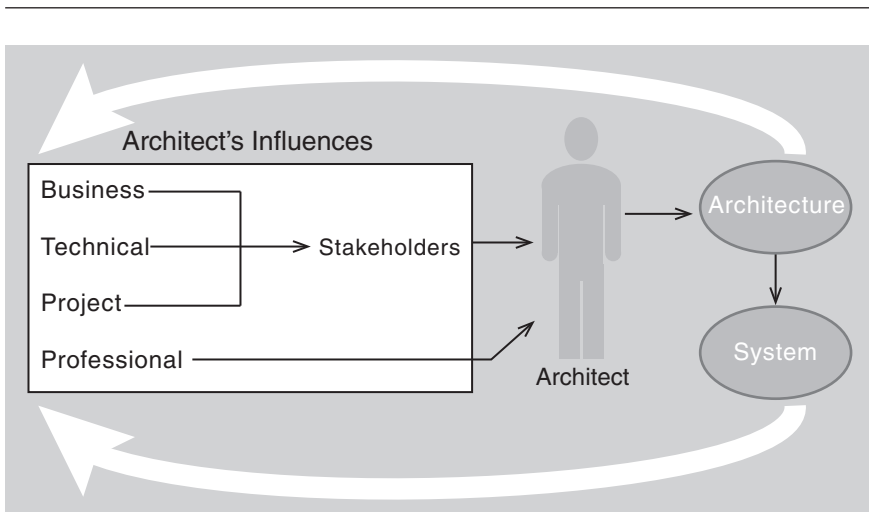 Architect's Influences
Business
Technical
Stakeholders
Project
Professional
Architect
Architecture
System